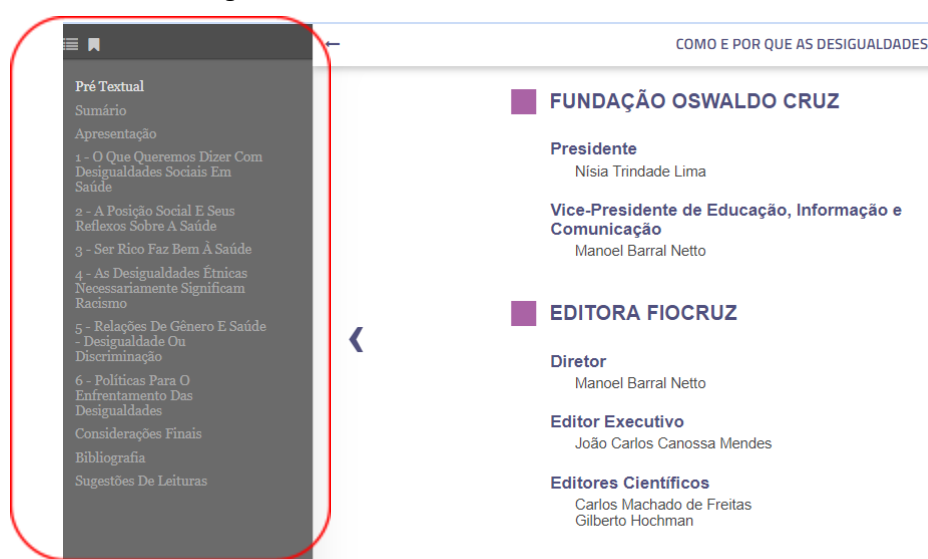 Pré Textual
Sumário
Apresentação
1 - O Que Queremos Dizer Com
Desigualdades Sociais Em
Saúde
2 - A Posição Social E Seus
Reflexos Sobre A Saúde
3 - Ser Rico Faz Bem À Saúde
4 - As Desigualdades Étnicas
Necessariamente Significam
Racismo
5 - Relações De Gênero E Saúde
- Desigualdade Ou
Discriminação
6 - Políticas Para O
Enfrentamento Das
Desigualdades
Considerações Finais
Bibliografia
Sugestões De Leituras
COMO E POR QUE AS DESIGUALDADES
FUNDAÇÃO OSWALDO CRUZ
Presidente
Nísia Trindade Lima
Vice-Presidente de Educação, Informação e
Comunicação
Manoel Barral Netto
EDITORA FIOCRUZ
Diretor
Manoel Barral Netto
Editor Executivo
João Carlos Canossa Mendes
Editores Científicos
Carlos Machado de Freitas
Gilberto Hochman